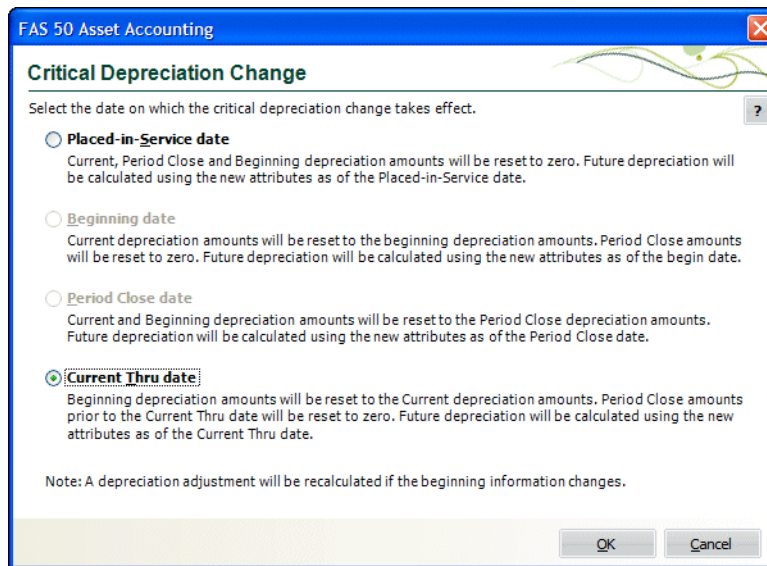 FAS 50 Asset Accounting
Critical Depreciation Change
Select the date on which the critical depreciation change takes effect.
?
Placed-in-Service date
Current, Period Close and Beginning depreciation amounts will be reset to zero. Future depreciation will
be calculated using the new attributes as of the Placed-in-Service date.
Beginning date
Current depreciation amounts will be reset to the beginning depreciation amounts. Period Close amounts
will be reset to zero. Future depreciation will be calculated using the new attributes as of the begin date.
Period Close date
Current and Beginning depreciation amounts will be reset to the Period Close depreciation amounts.
Future depreciation will be calculated using the new attributes as of the Period Close date.
Current Thru date
Beginning depreciation amounts will be reset to the Current depreciation amounts. Period Close amounts
prior to the Current Thru date will be reset to zero. Future depreciation will be calculated using the new
attributes as of the Current Thru date.
Note: A depreciation adjustment will be recalculated if the beginning information changes.
OK Cancel